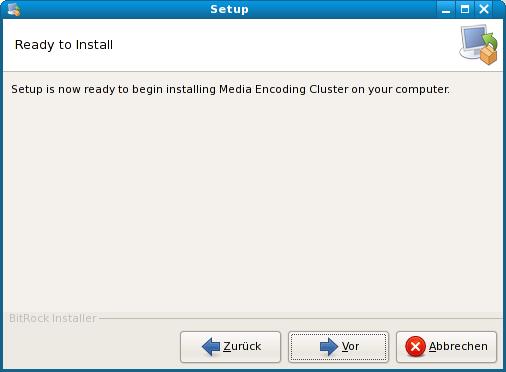 Setup
Ready to Install
Setup is now ready to begin installing Media Encoding Cluster on your computer.
BitRock Installer
Zurück
Vor
Abbrechen